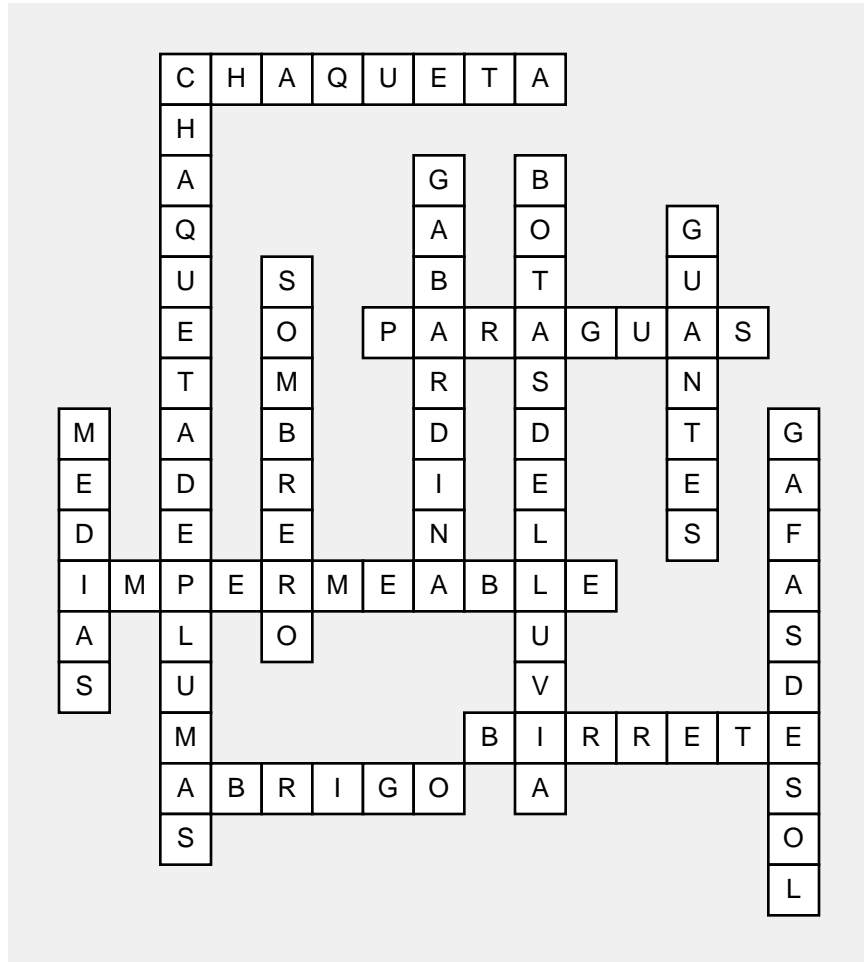 CHAQUETA
CHAQUETADEPLUMAS
GABARDINA
BOTASDELLUVIA
GUANTES
SOMBRERO
PARAGUAS
MEDIAS
GAFASDESOL
IMPERMEABLE
BIRRETE
ABRIGO